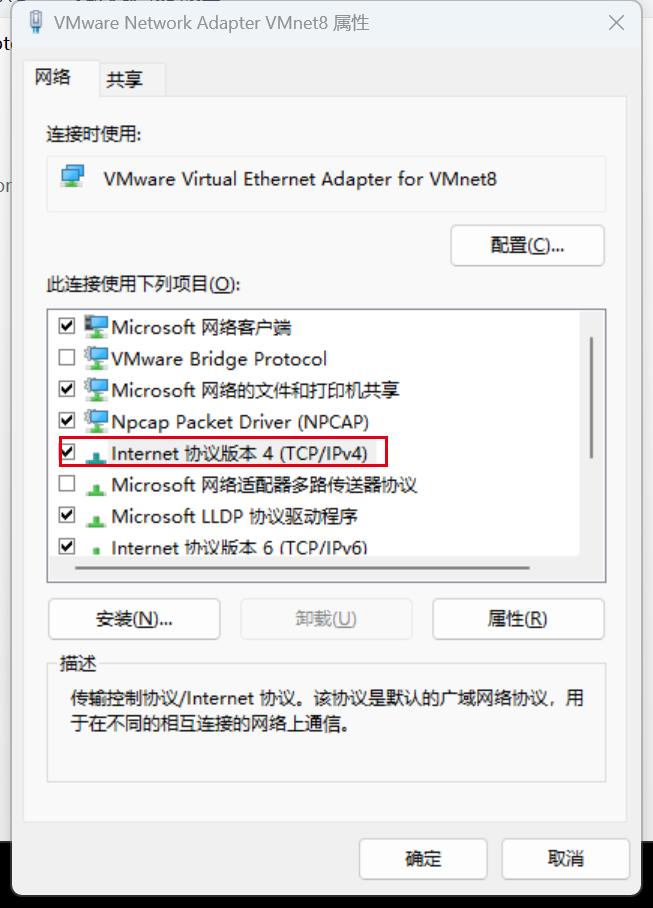 VMware Network Adapter VMnet8 属性
网络
共享
连接时使用:
VMware Virtual Ethernet Adapter for VMnet8
配置(C)...
此连接使用下列项目(O):
Microsoft 网络客户端
VMware Bridge Protocol
Microsoft 网络的文件和打印机共享
Npcap Packet Driver (NPCAP)
Internet 协议版本 4 (TCP/IPv4)
Microsoft 网络适配器多路传送器协议
Microsoft LLDP 协议驱动程序
Internet 协议版本 6 (TCP/IPv6)
安装(N)...
卸载(U)
属性(R)
描述
传输控制协议/Internet 协议。该协议是默认的广域网络协议，用
于在不同的相互连接的网络上通信。
确定
取消